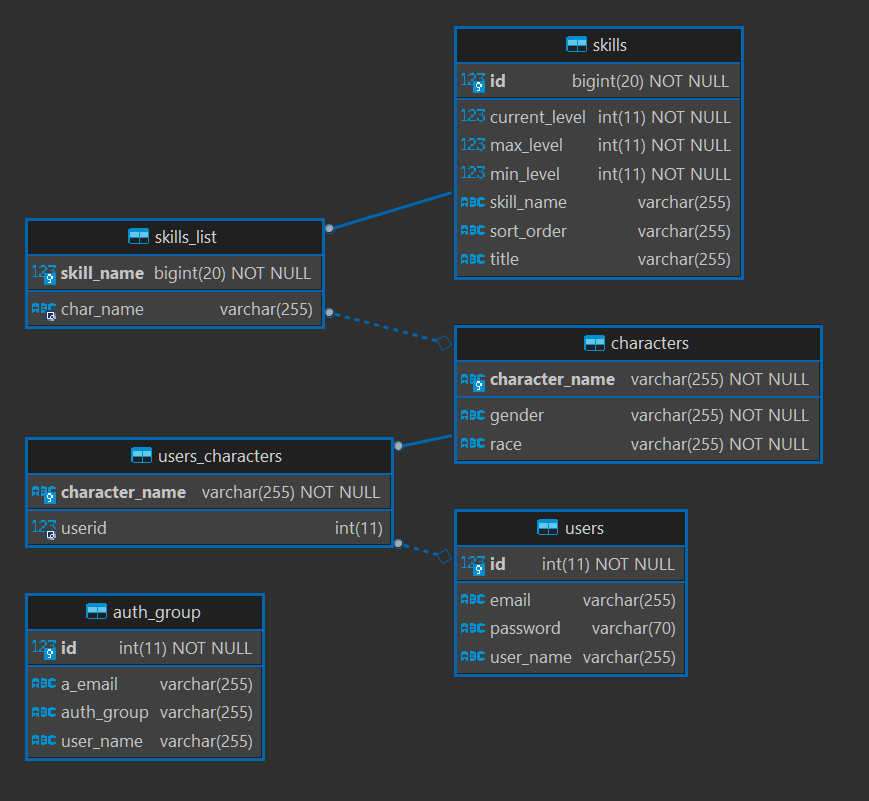 skills
123 id bigint(20) NOT NULL
123 current_level int(11) NOT NULL
123 max_level int(11) NOT NULL
123 min_level int(11) NOT NULL
ABC skill_name varchar(255)
ABC sort_order varchar(255)
ABC title varchar(255)
skills_list
123 skill_name bigint(20) NOT NULL
ABC char_name varchar(255)
characters
ABC character_name varchar(255) NOT NULL
ABC gender varchar(255) NOT NULL
ABC race varchar(255) NOT NULL
users_characters
ABC character_name varchar(255) NOT NULL
123 userid int(11)
users
123 id int(11) NOT NULL
ABC email varchar(255)
ABC password varchar(70)
ABC user_name varchar(255)
auth_group
123 id int(11) NOT NULL
ABC a_email varchar(255)
ABC auth_group varchar(255)
ABC user_name varchar(255)